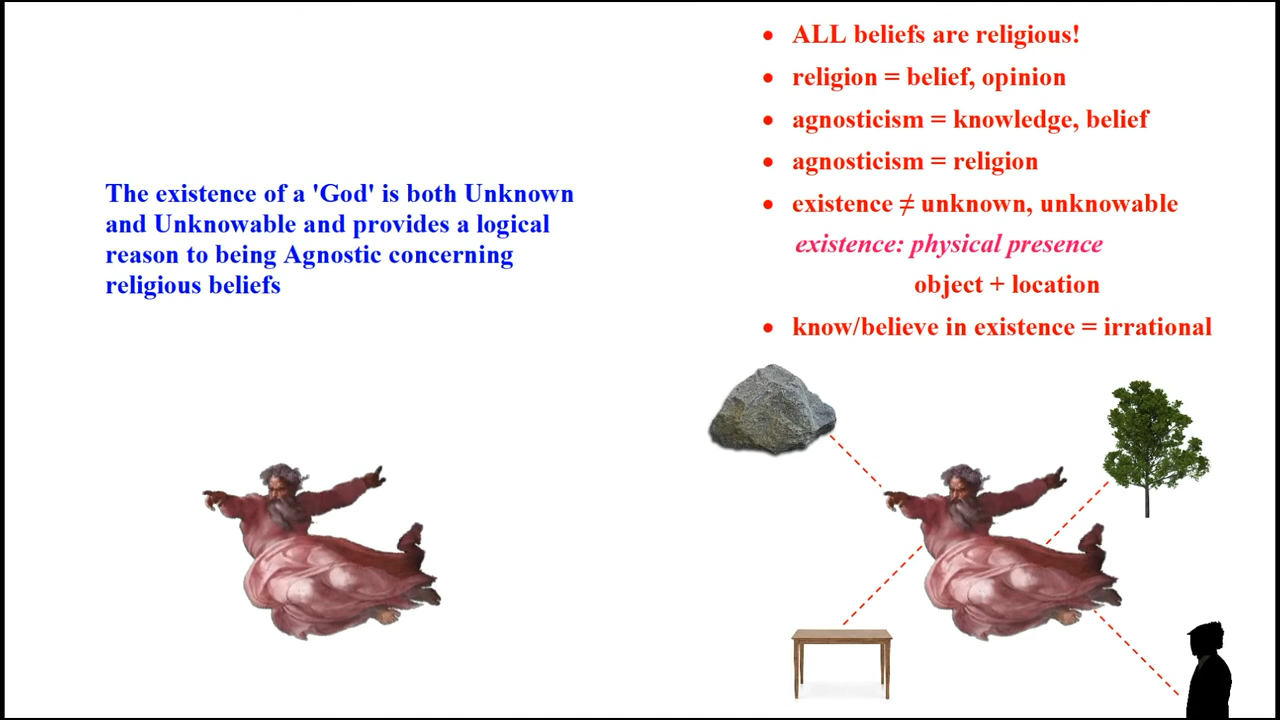 The existence of a 'God' is both Unknown
and Unknowable and provides a logical
reason to being Agnostic concerning
religious beliefs
• ALL beliefs are religious!
• religion = belief, opinion
• agnosticism = knowledge, belief
• agnosticism = religion
• existence ≠ unknown, unknowable
existence: physical presence
object + location
• know/believe in existence = irrational